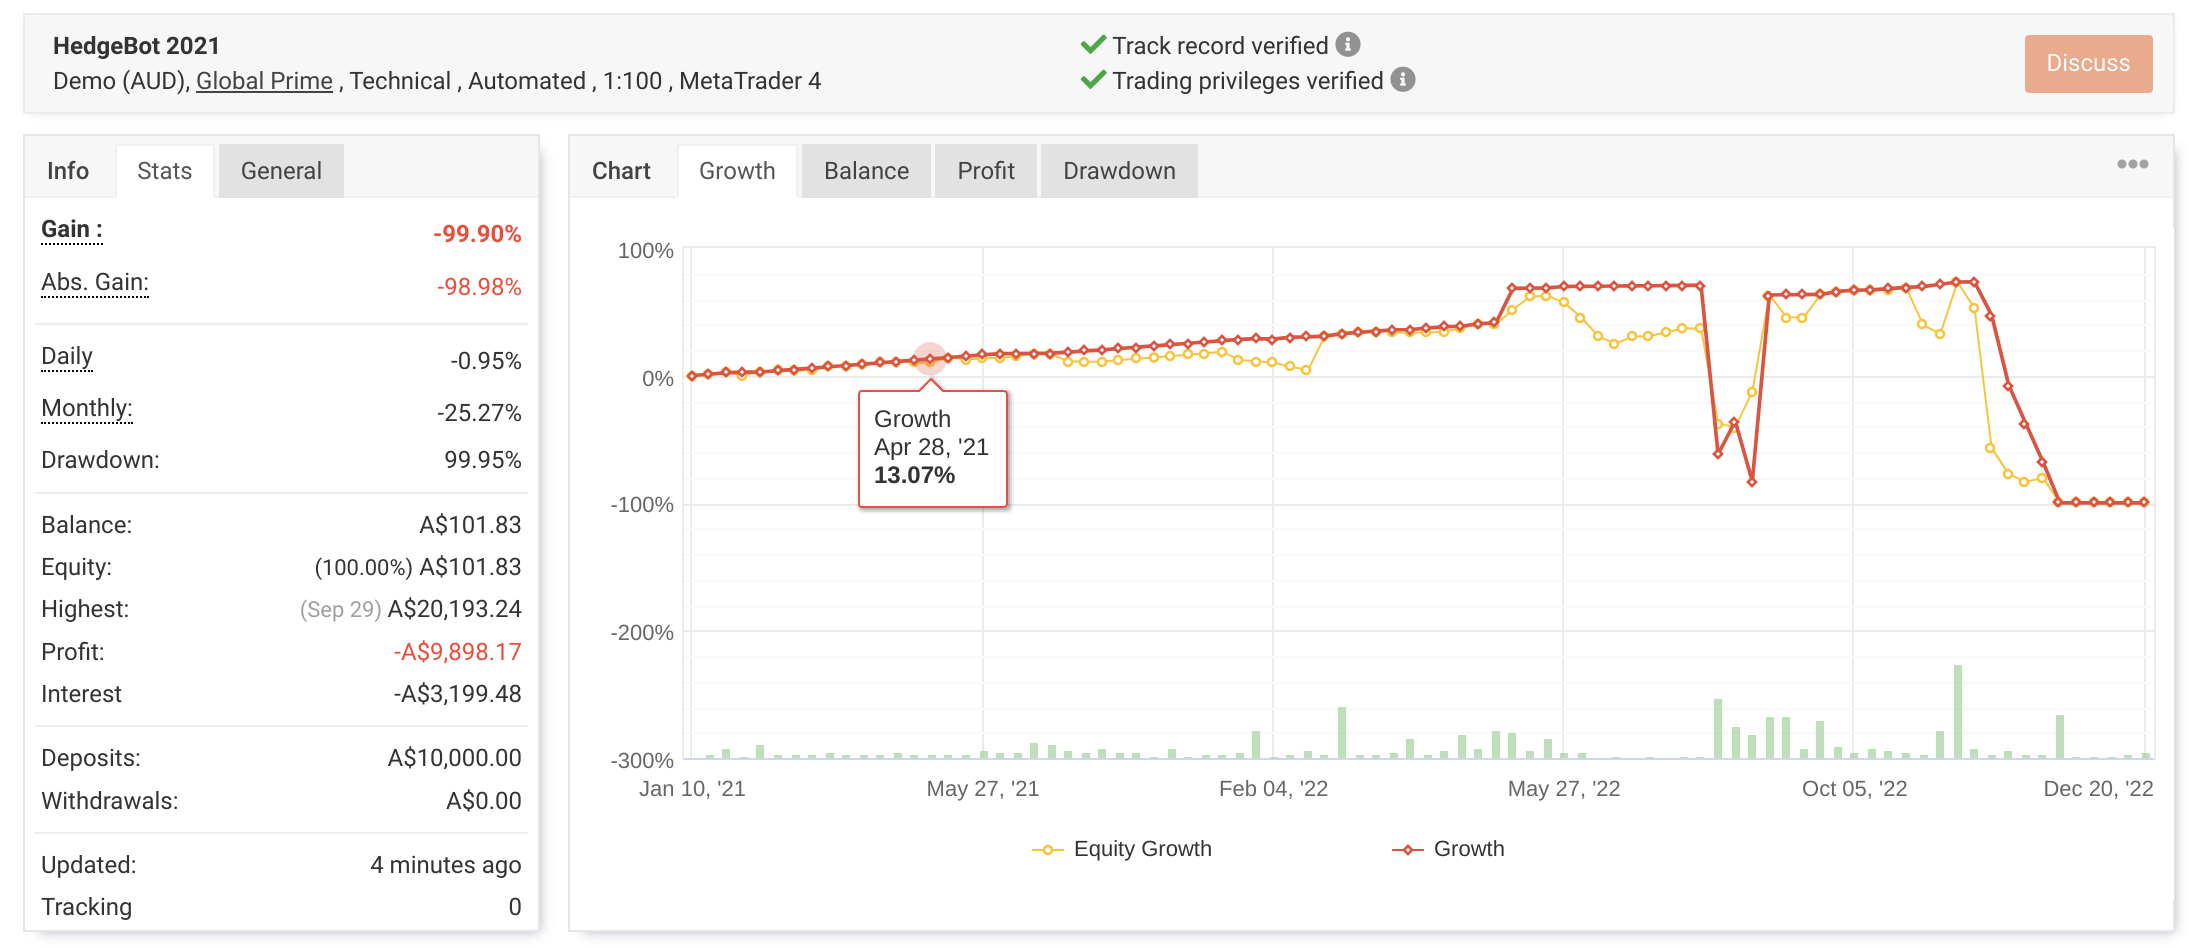 HedgeBot 2021
Demo (AUD), Global Prime , Technical , Automated , 1:100 , MetaTrader 4
Track record verified
Trading privileges verified
Discuss
Info Stats General
Gain : -99.90%
Abs. Gain: -98.98%
Daily -0.95%
Monthly: -25.27%
Drawdown: 99.95%
Balance: A$101.83
Equity: (100.00%) A$101.83
Highest: (Sep 29) A$20,193.24
Profit: -A$9,898.17
Interest -A$3,199.48
Deposits: A$10,000.00
Withdrawals: A$0.00
Updated: 4 minutes ago
Tracking 0
Chart Growth Balance Profit Drawdown
100%
0%
-100%
-200%
-300%
Growth
Apr 28, '21
13.07%
Jan 10, '21 May 27, '21 Feb 04, '22 May 27, '22 Oct 05, '22 Dec 20, '22
Equity Growth Growth